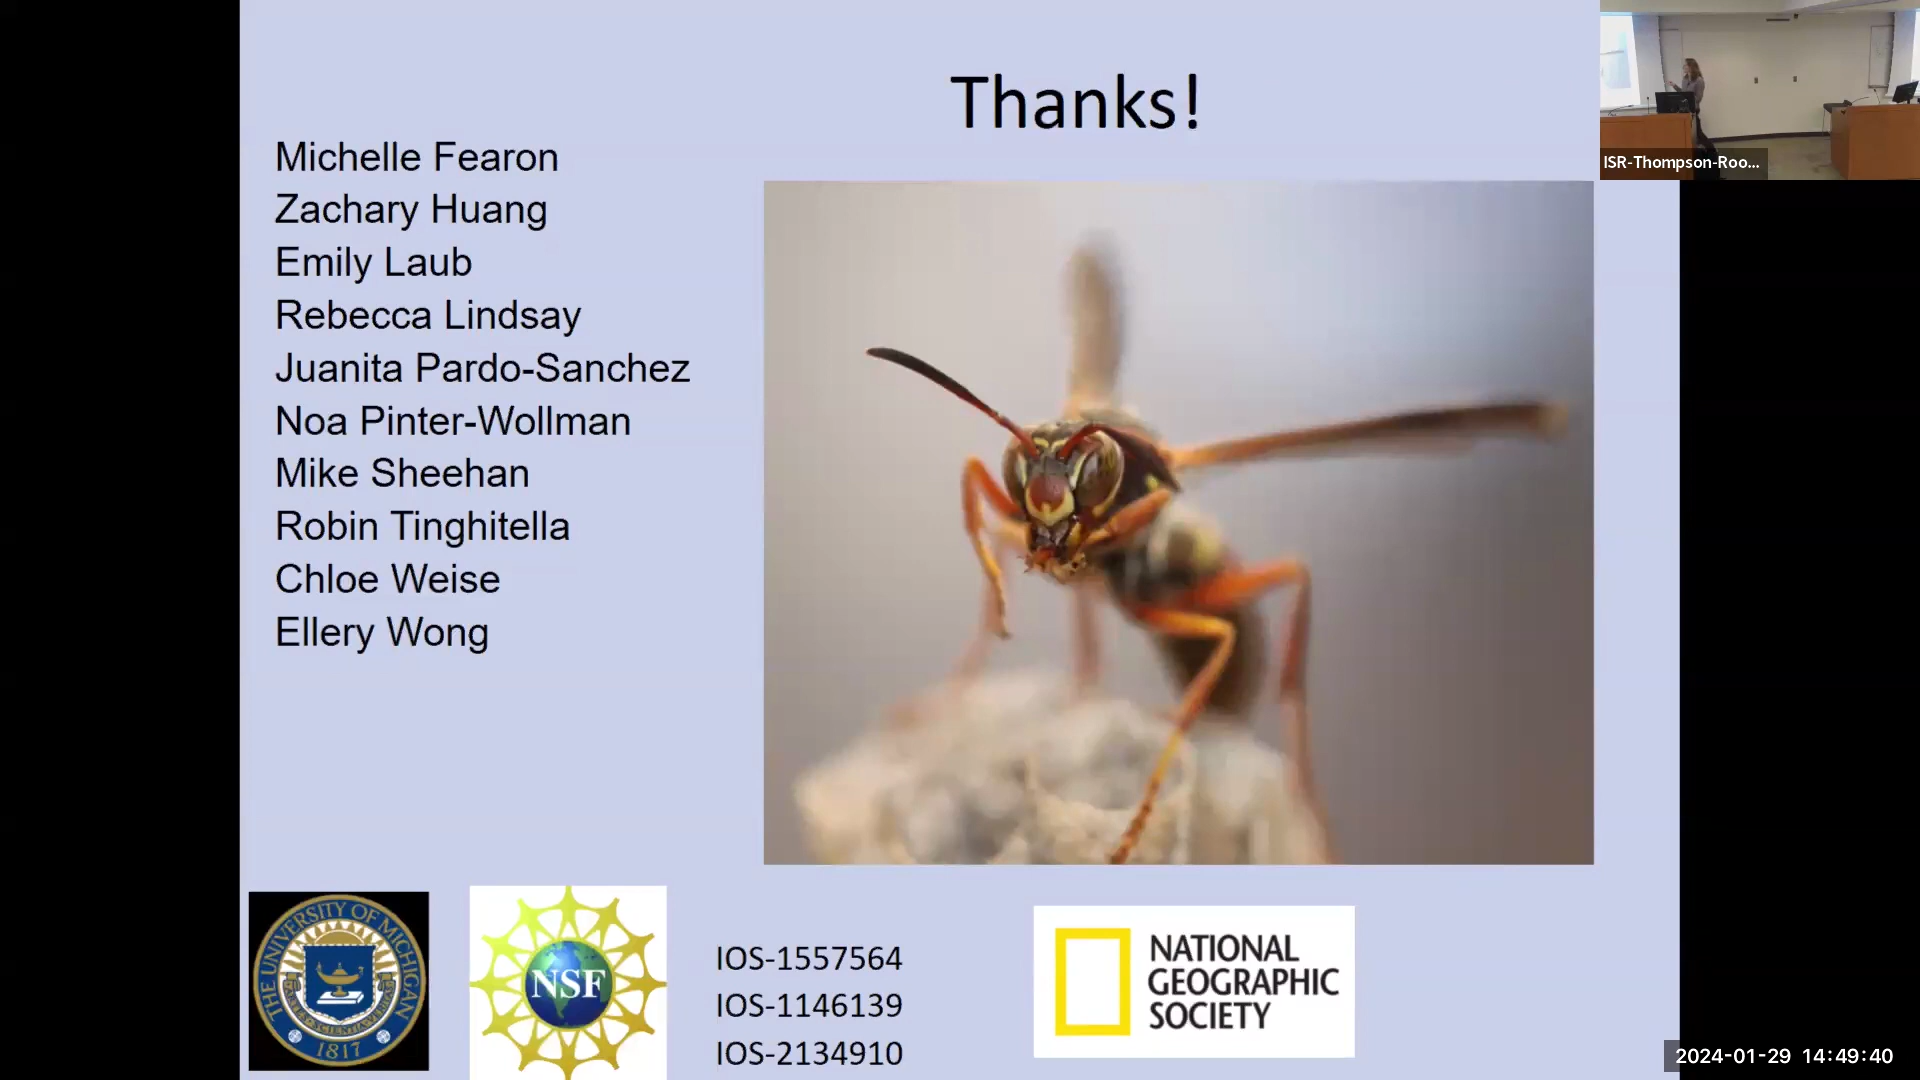 Thanks!
Michelle Fearon
Zachary Huang
Emily Laub
Rebecca Lindsay
Juanita Pardo-Sanchez
Noa Pinter-Wollman
Mike Sheehan
Robin Tinghitella
Chloe Weise
Ellery Wong
THE UNIVERSITY OF MICHIGAN
1817
NSF
IOS-1557564
IOS-1146139
IOS-2134910
NATIONAL
GEOGRAPHIC
SOCIETY
ISR-Thompson-Roo...
2024-01-29 14:49:40